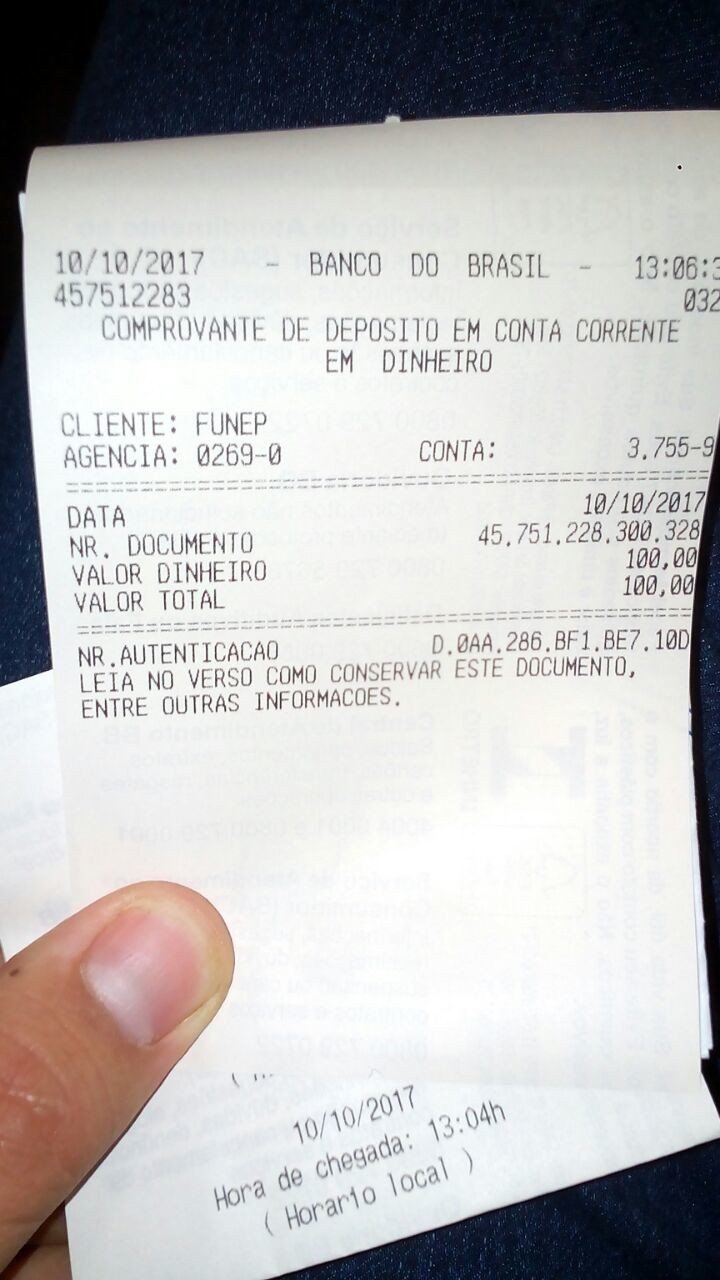 10/10/2017 - BANCO DO BRASIL - 13:06:3
457512283 032
COMPROVANTE DE DEPOSITO EM CONTA CORRENTE
EM DINHEIRO
CLIENTE: FUNEP
AGENCIA: 0269-0 CONTA: 3.755-9
DATA 10/10/2017
NR. DOCUMENTO 45.751.228.300.328
VALOR DINHEIRO 100,00
VALOR TOTAL 100,00
NR.AUTENTICACAO D.0AA.286.BF1.BE7.10D
LEIA NO VERSO COMO CONSERVAR ESTE DOCUMENTO,
ENTRE OUTRAS INFORMACOES.
10/10/2017
Hora de chegada: 13:04h
( Horario local )